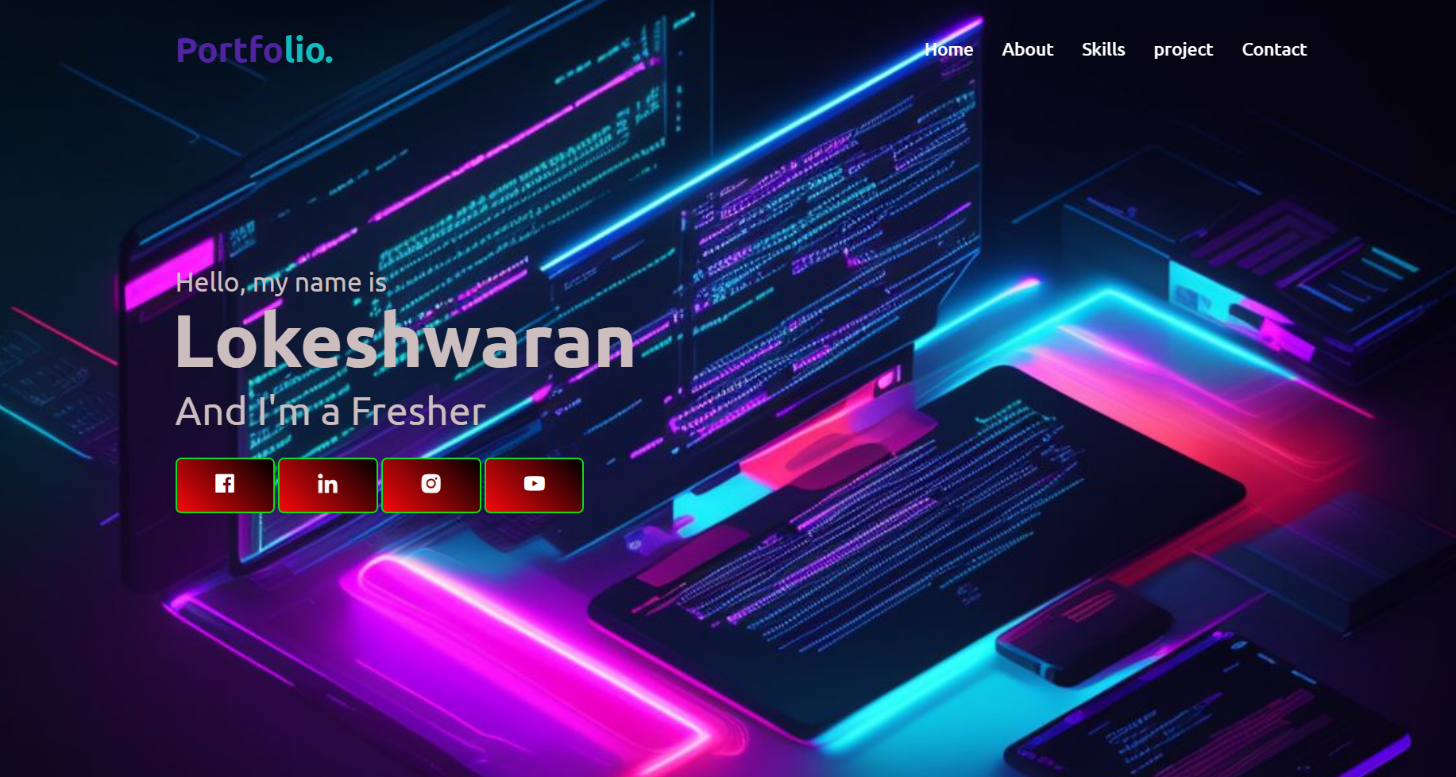 Portfolio.
Home About Skills project Contact
Hello, my name is
Lokeshwaran
And I'm a Fresher